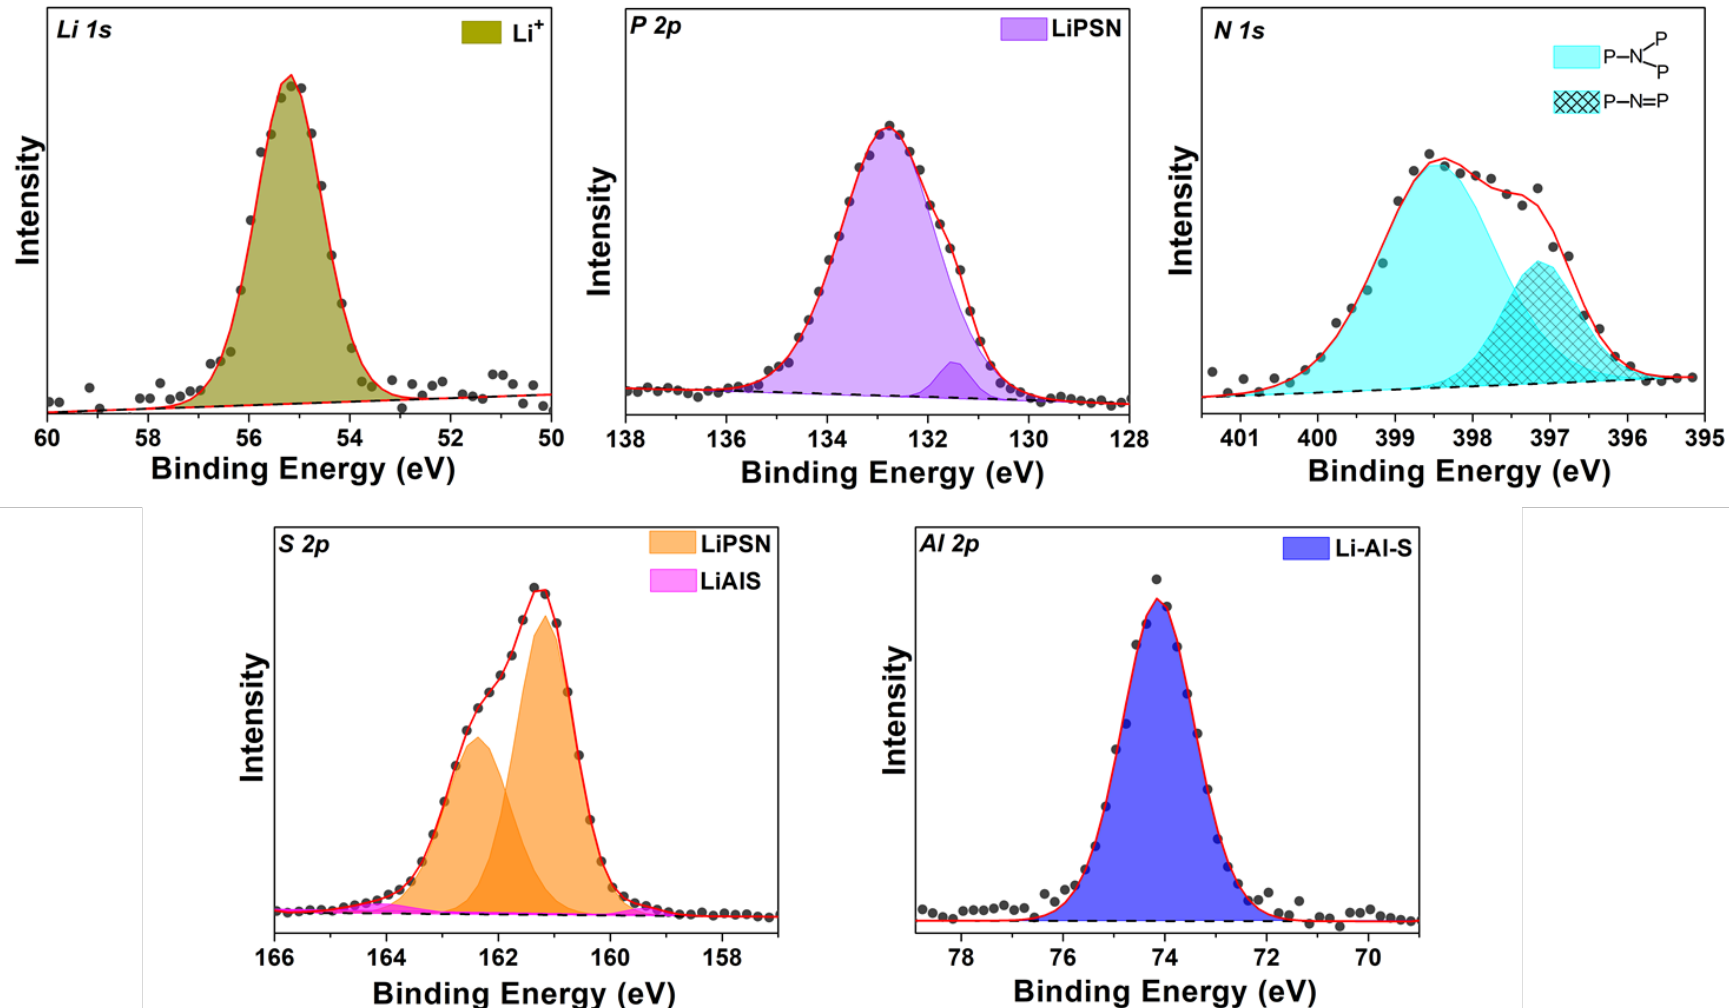 Li 1s
Li⁺
Intensity
60 58 56 54 52 50
Binding Energy (eV)
P 2p
LiPSN
Intensity
138 136 134 132 130 128
Binding Energy (eV)
N 1s
P
P–N
P
P–N=P
Intensity
401 400 399 398 397 396 395
Binding Energy (eV)
S 2p
LiPSN
LiAlS
Intensity
166 164 162 160 158
Binding Energy (eV)
Al 2p
Li-Al-S
Intensity
78 76 74 72 70
Binding Energy (eV)